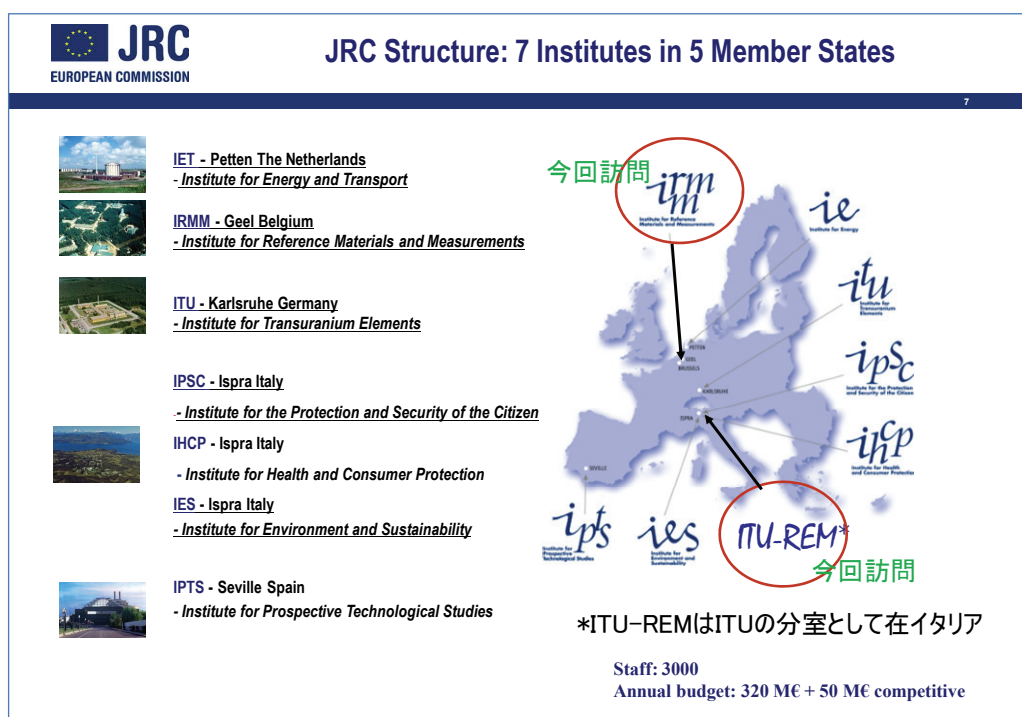 JRC
EUROPEAN COMMISSION
JRC Structure: 7 Institutes in 5 Member States
7
IET - Petten The Netherlands
- Institute for Energy and Transport
IRMM - Geel Belgium
- Institute for Reference Materials and Measurements
ITU - Karlsruhe Germany
- Institute for Transuranium Elements
IPSC - Ispra Italy
- Institute for the Protection and Security of the Citizen
IHCP - Ispra Italy
- Institute for Health and Consumer Protection
IES - Ispra Italy
- Institute for Environment and Sustainability
IPTS - Seville Spain
- Institute for Prospective Technological Studies
今回訪問
irmm
Institute for Reference
Materials and Measurements
ie
Institute for Energy
itu
Institute for
Transuranium
Elements
ipsc
Institute for the Protection
and Security of the Citizen
ihcp
Institute for Health
and Consumer Protection
PETTEN
GEEL
BRUSSELS
KARLSRUHE
ISPRA
SEVILLE
ipts
Institute for
Prospective
Technological Studies
ies
Institute for
Environment and
Sustainability
ITU-REM*
今回訪問
*ITU-REMはITUの分室として在イタリア
Staff: 3000
Annual budget: 320 M€ + 50 M€ competitive